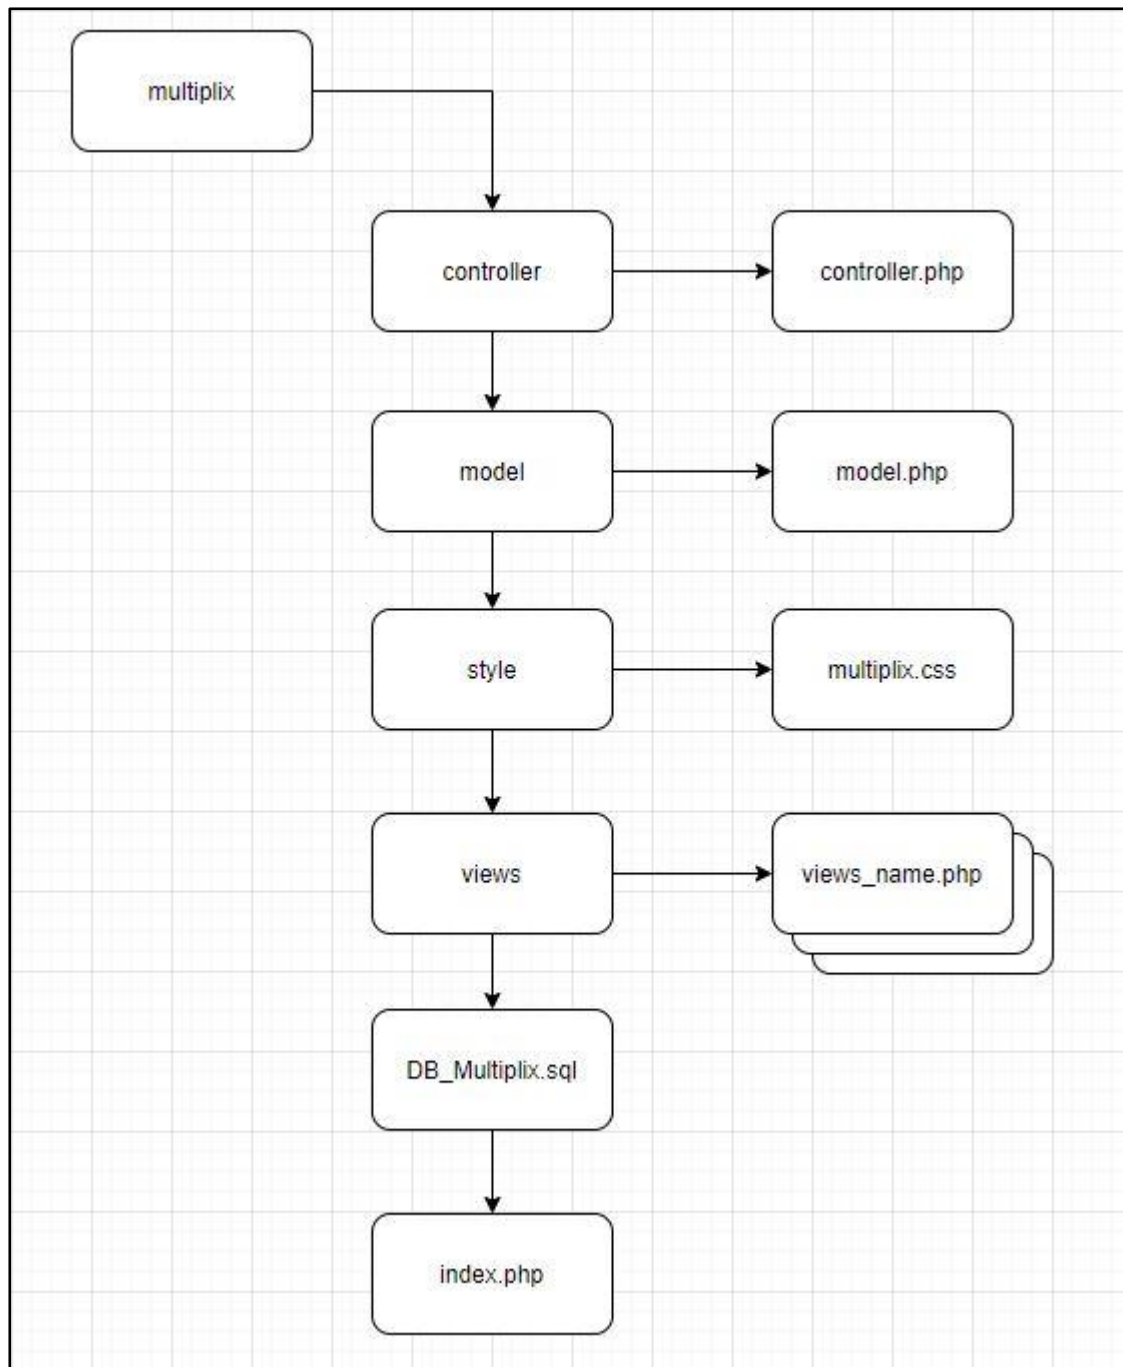 multiplix
controller
controller.php
model
model.php
style
multiplix.css
views
views_name.php
DB_Multiplix.sql
index.php